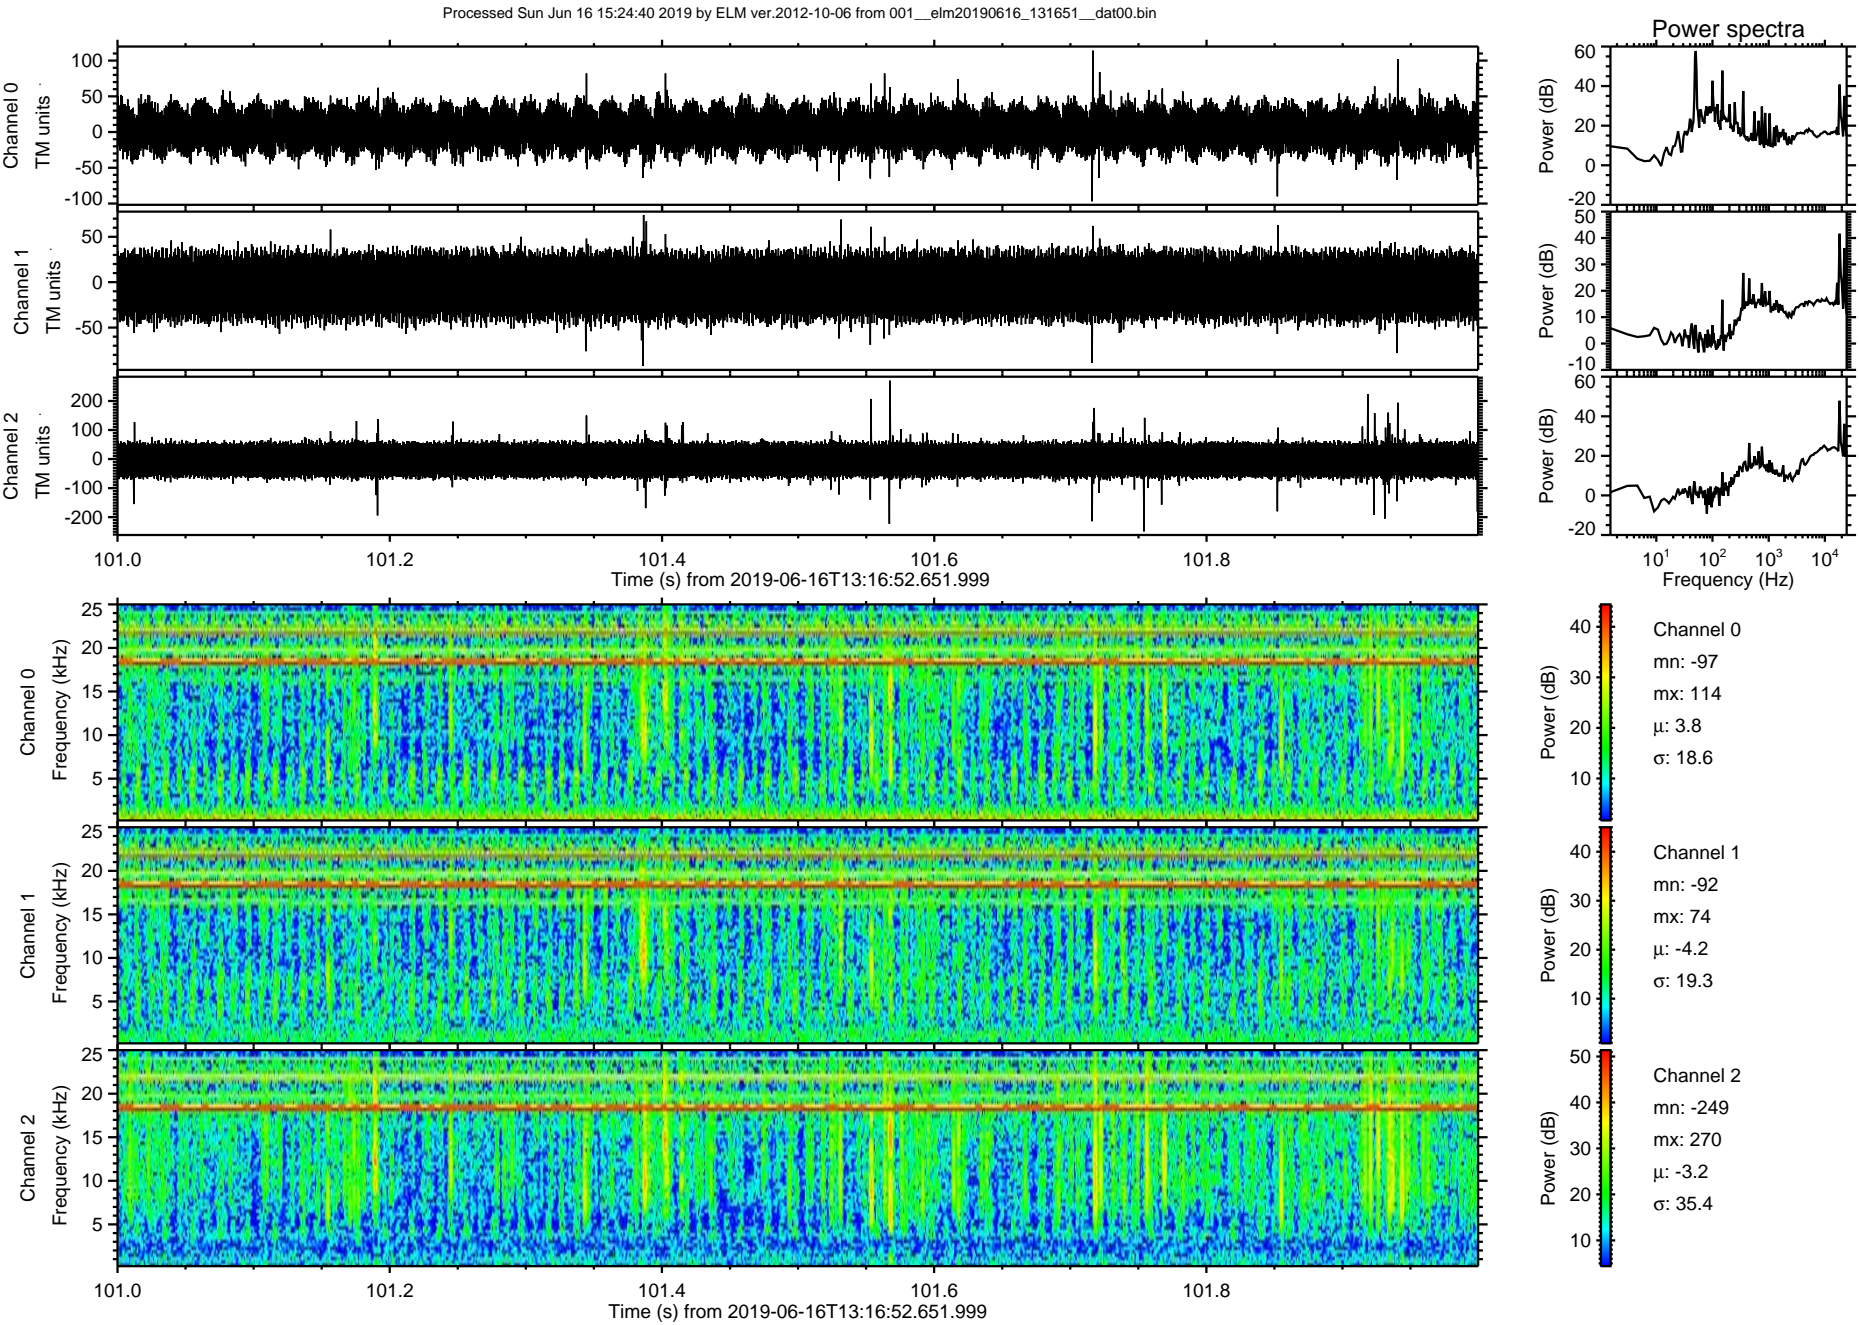 Processed Sun Jun 16 15:24:40 2019 by ELM ver.2012-10-06 from 001__elm20190616_131651__dat00.bin
Power spectra
Channel 0
TM units
100
50
0
-50
-100
Power (dB)
60
40
20
0
-20
Channel 1
TM units
50
0
-50
Power (dB)
50
40
30
20
10
0
-10
Channel 2
TM units
200
100
0
-100
-200
Power (dB)
60
40
20
0
-20
101.0 101.2 101.4 101.6 101.8
Time (s) from 2019-06-16T13:16:52.651.999
10^1 10^2 10^3 10^4
Frequency (Hz)
Channel 0
Frequency (kHz)
25
20
15
10
5
Power (dB)
40
30
20
10
Channel 0
mn: -97
mx: 114
μ: 3.8
σ: 18.6
Channel 1
Frequency (kHz)
25
20
15
10
5
Power (dB)
40
30
20
10
Channel 1
mn: -92
mx: 74
μ: -4.2
σ: 19.3
Channel 2
Frequency (kHz)
25
20
15
10
5
Power (dB)
50
40
30
20
10
Channel 2
mn: -249
mx: 270
μ: -3.2
σ: 35.4
101.0 101.2 101.4 101.6 101.8
Time (s) from 2019-06-16T13:16:52.651.999